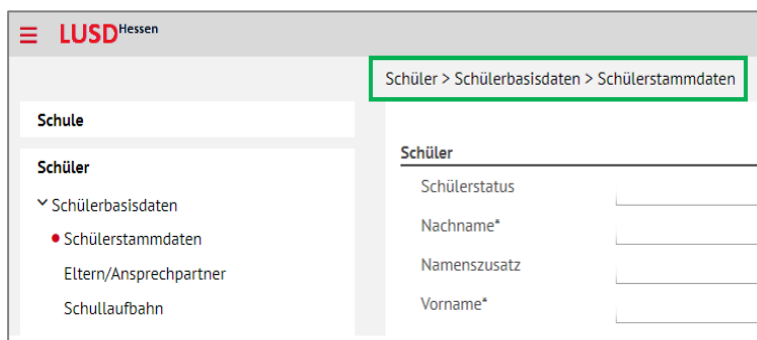 LUSD Hessen
Schüler > Schülerbasisdaten > Schülerstammdaten
Schule
Schüler
Schülerbasisdaten
Schülerstammdaten
Eltern/Ansprechpartner
Schullaufbahn
Schüler
Schülerstatus
Nachname*
Namenszusatz
Vorname*